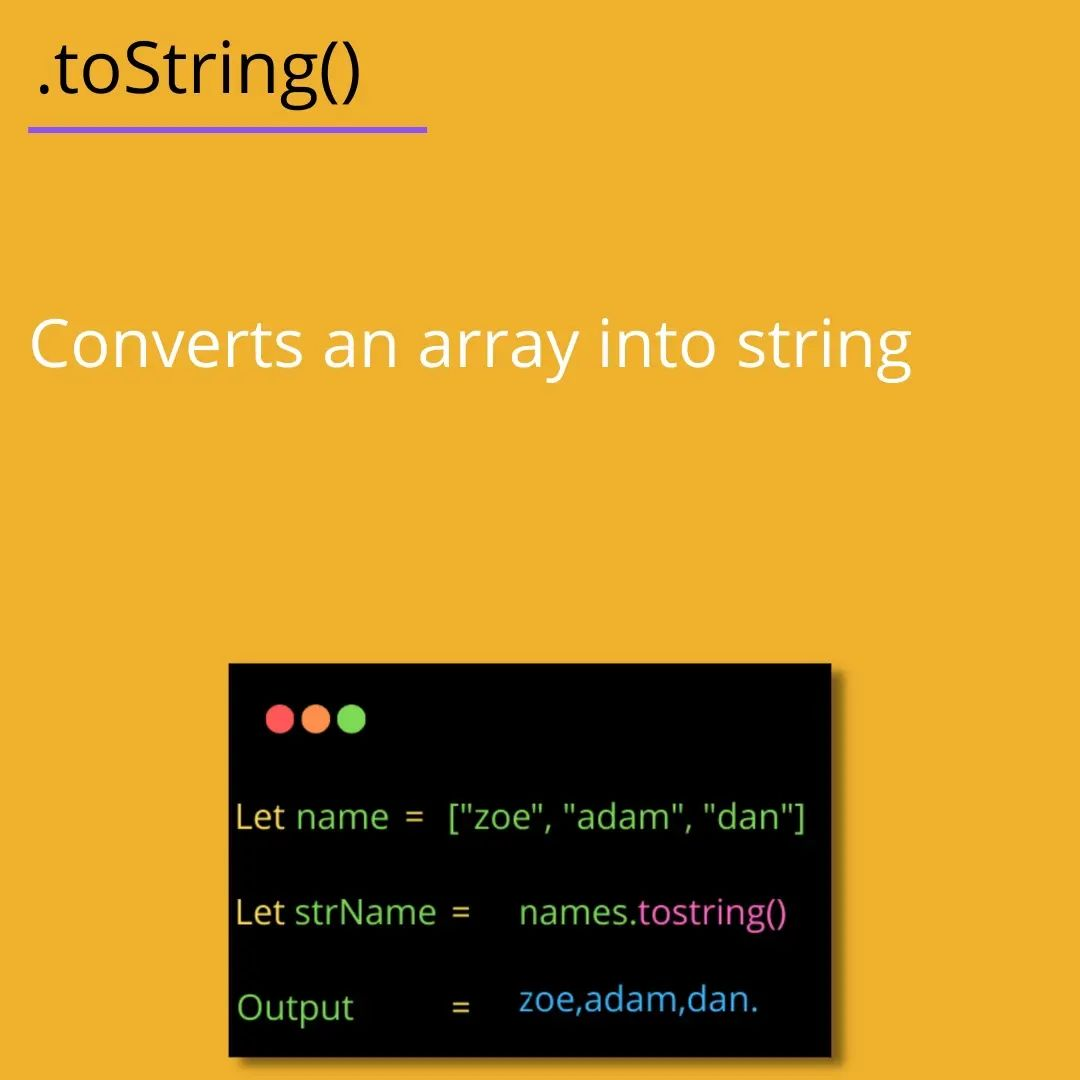 .toString()
Converts an array into string
Let name = ["zoe", "adam", "dan"]
Let strName = names.tostring()
Output = zoe,adam,dan.